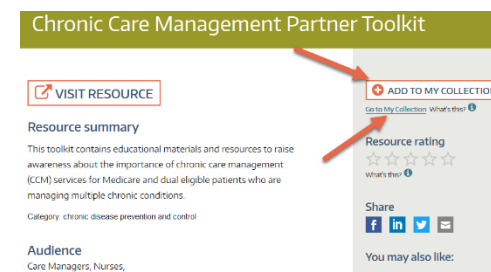 Chronic Care Management Partner Toolkit
VISIT RESOURCE
Resource summary
This toolkit contains educational materials and resources to raise
awareness about the importance of chronic care management
(CCM) services for Medicare and dual eligible patients who are
managing multiple chronic conditions.
Category: chronic disease prevention and control
Audience
Care Managers, Nurses,
ADD TO MY COLLECTION
Go to My Collection What's this?
Resource rating
What's this?
Share
You may also like: